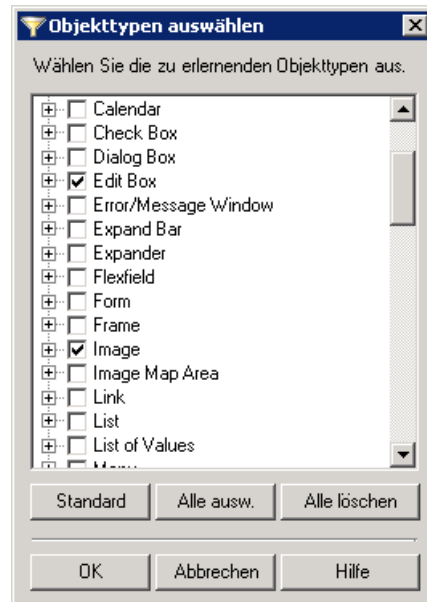 Objekttypen auswählen
Wählen Sie die zu erlernenden Objekttypen aus.
Calendar
Check Box
Dialog Box
Edit Box
Error/Message Window
Expand Bar
Expander
Flexfield
Form
Frame
Image
Image Map Area
Link
List
List of Values
Standard
Alle ausw.
Alle löschen
OK
Abbrechen
Hilfe